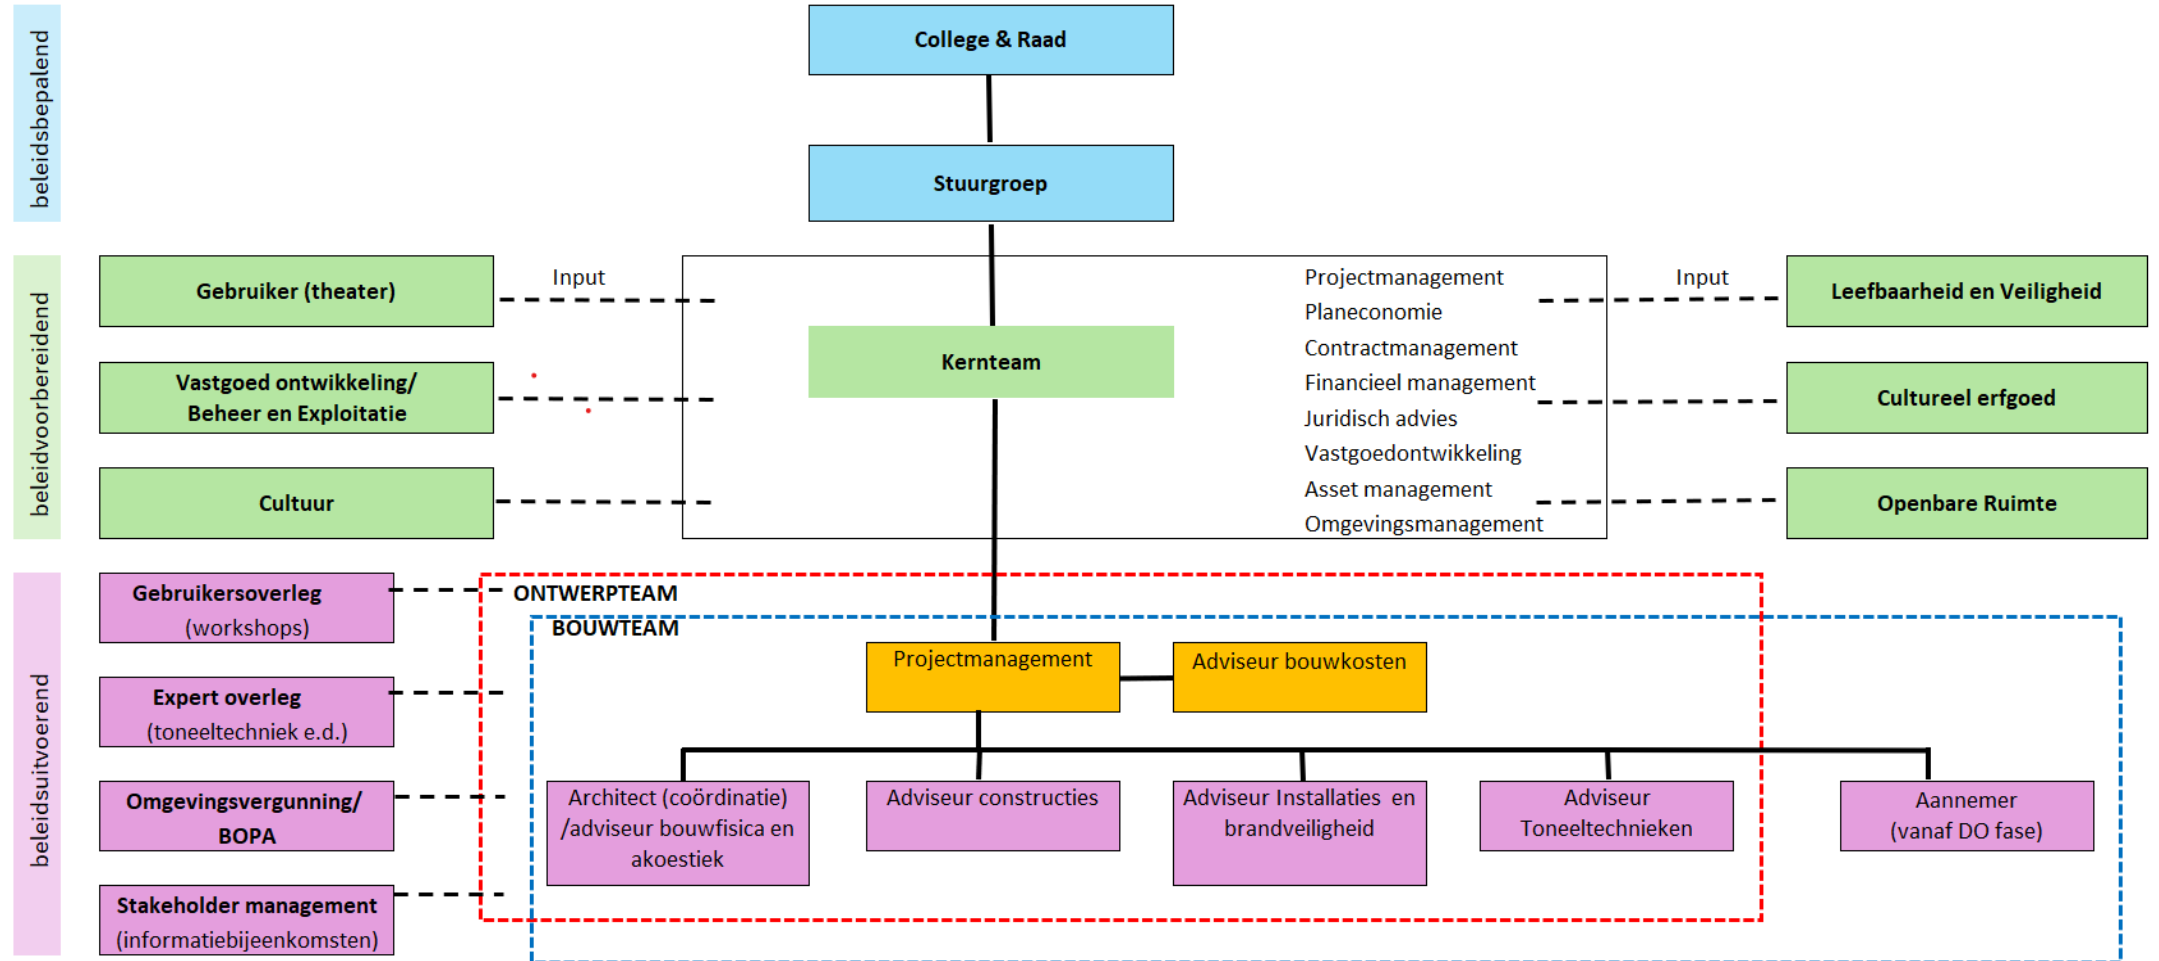 beleidsbepalend
College & Raad
Stuurgroep
beleidvoorbereidend
Gebruiker (theater)
Input
Vastgoed ontwikkeling/
Beheer en Exploitatie
Cultuur
Kernteam
Projectmanagement
Planeconomie
Contractmanagement
Financieel management
Juridisch advies
Vastgoedontwikkeling
Asset management
Omgevingsmanagement
Input
Leefbaarheid en Veiligheid
Cultureel erfgoed
Openbare Ruimte
beleidsuitvoerend
Gebruikersoverleg
(workshops)
Expert overleg
(toneeltechniek e.d.)
Omgevingsvergunning/
BOPA
Stakeholder management
(informatiebijeenkomsten)
ONTWERPTEAM
BOUWTEAM
Projectmanagement
Adviseur bouwkosten
Architect (coördinatie)
/adviseur bouwfisica en
akoestiek
Adviseur constructies
Adviseur Installaties en
brandveiligheid
Adviseur
Toneeltechnieken
Aannemer
(vanaf DO fase)